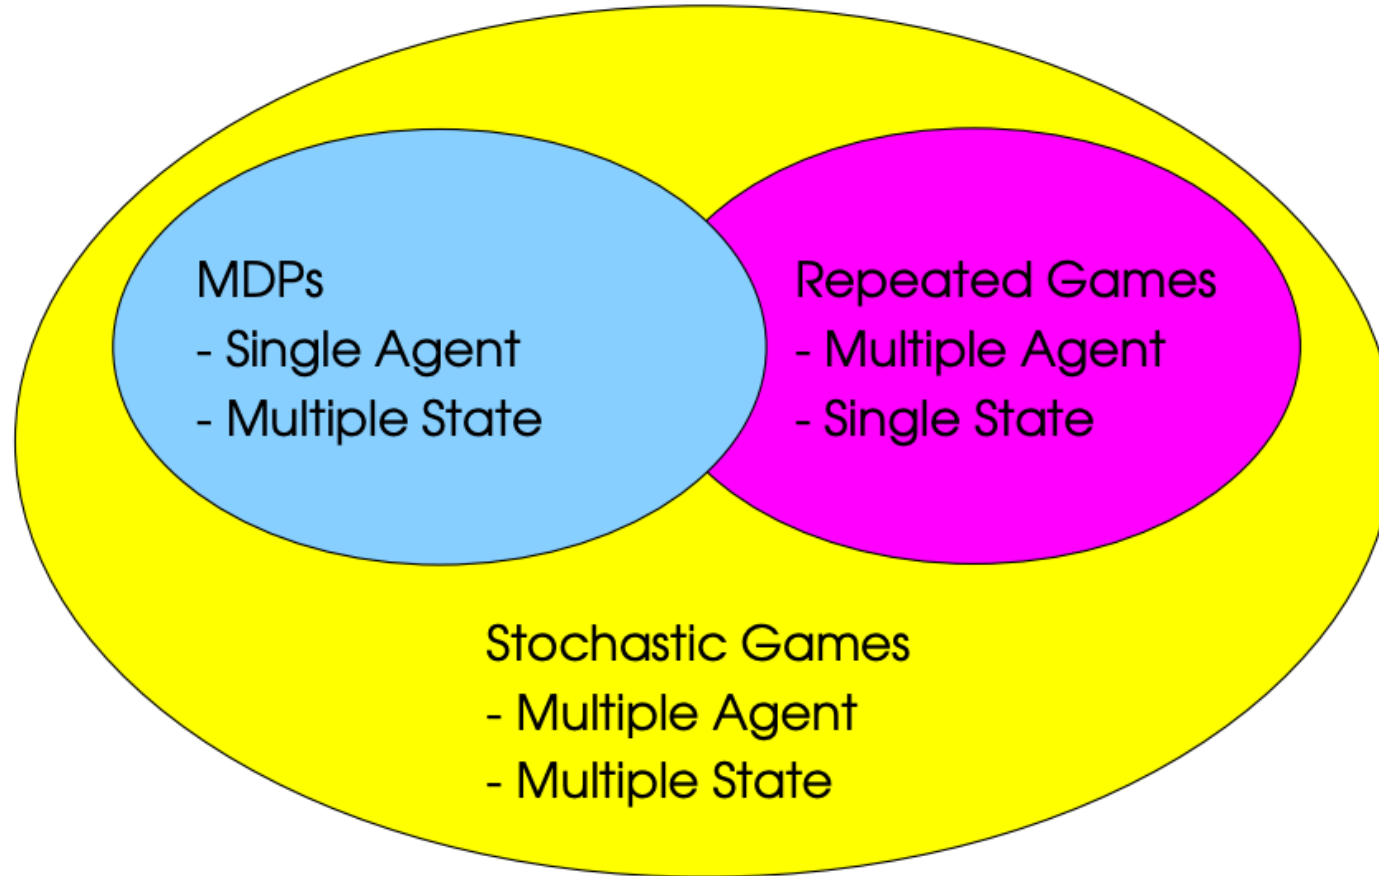 MDPs
- Single Agent
- Multiple State
Repeated Games
- Multiple Agent
- Single State
Stochastic Games
- Multiple Agent
- Multiple State